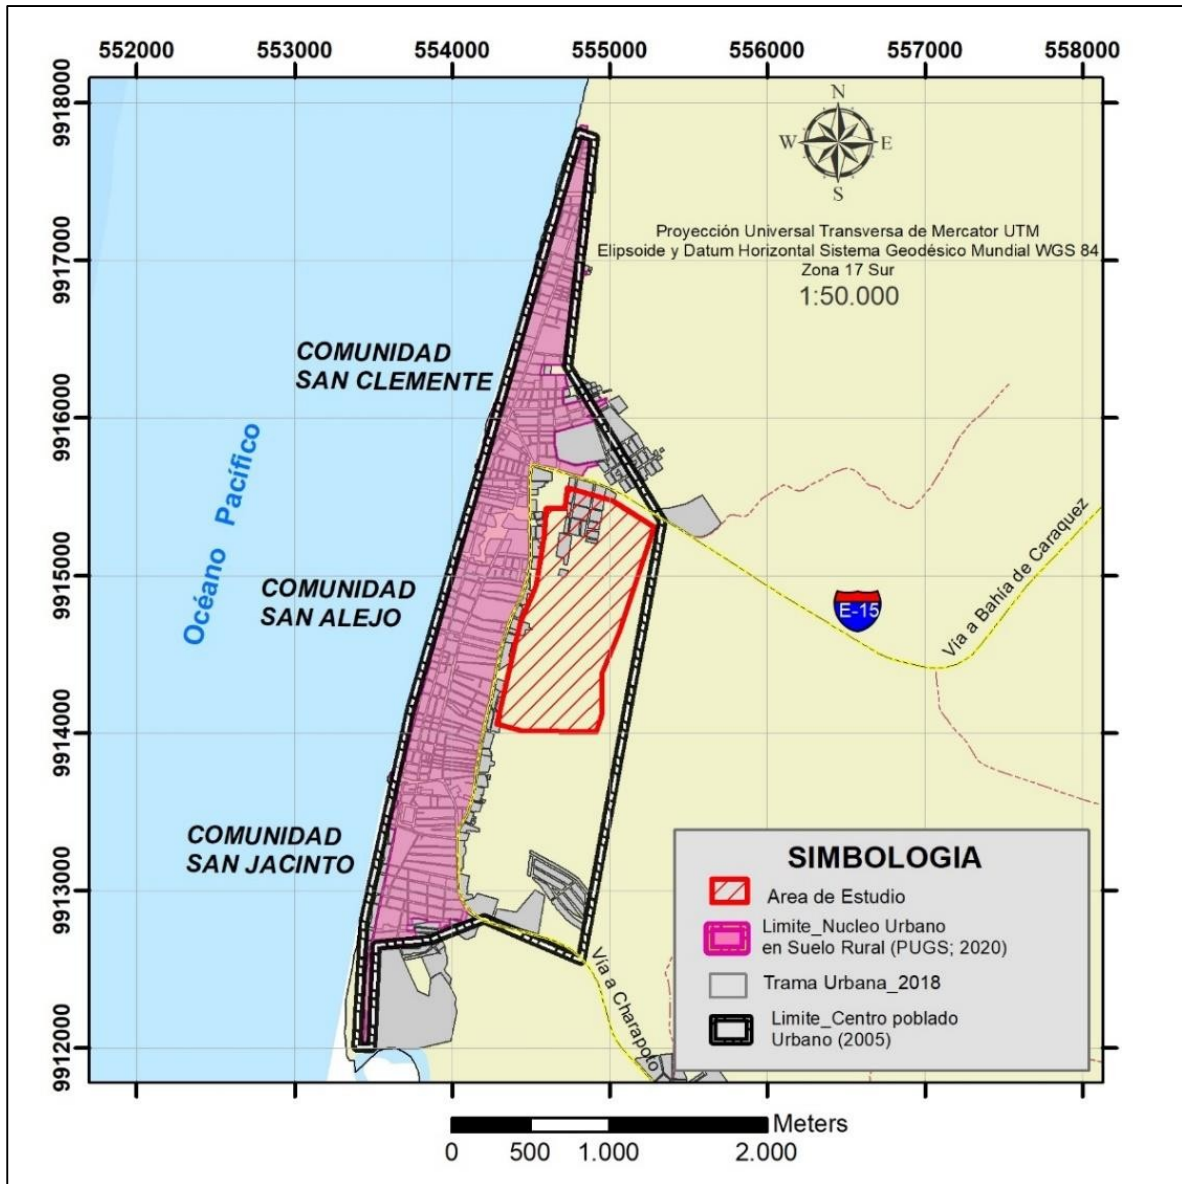 552000 553000 554000 555000 556000 557000 558000
9918000
9917000
9916000
9915000
9914000
9913000
9912000
N
W E
S
Proyección Universal Transversa de Mercator UTM
Elipsoide y Datum Horizontal Sistema Geodésico Mundial WGS 84
Zona 17 Sur
1:50.000
COMUNIDAD
SAN CLEMENTE
Océano Pacífico
COMUNIDAD
SAN ALEJO
COMUNIDAD
SAN JACINTO
E-15
Vía a Bahía de Caraquez
Vía a Charapoto
SIMBOLOGIA
Area de Estudio
Limite_Nucleo Urbano
en Suelo Rural (PUGS; 2020)
Trama Urbana_2018
Limite_Centro poblado
Urbano (2005)
Meters
0 500 1.000 2.000